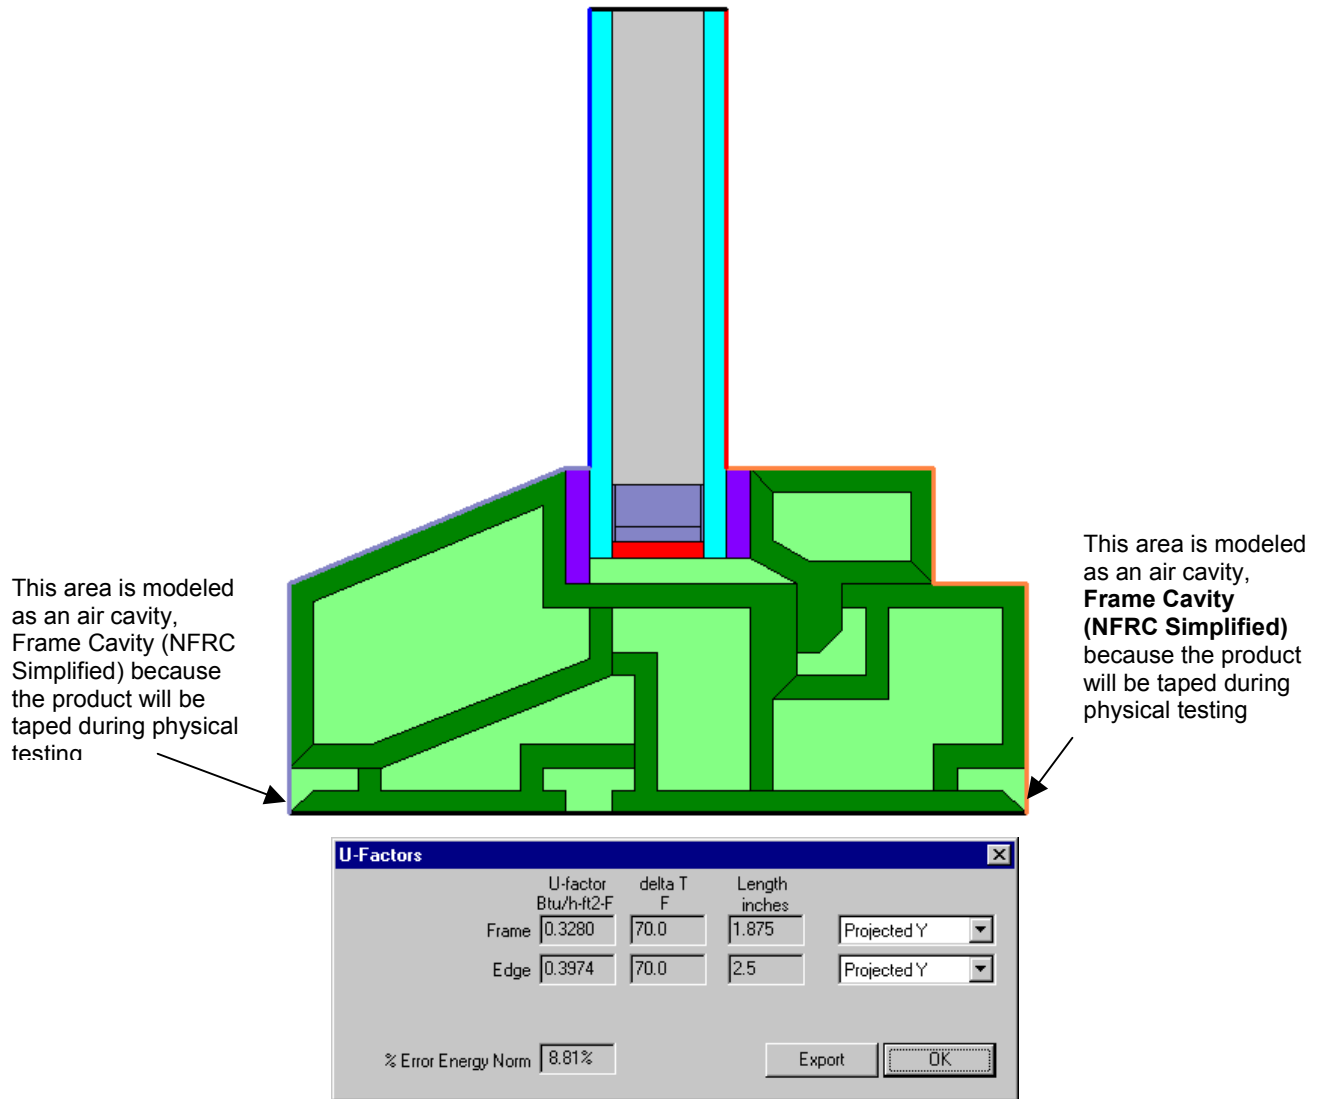 This area is modeled
as an air cavity,
Frame Cavity (NFRC
Simplified) because
the product will be
taped during physical
testing
This area is modeled
as an air cavity,
Frame Cavity
(NFRC Simplified)
because the product
will be taped during
physical testing
U-Factors
U-factor delta T Length
Btu/h-ft2-F F inches
Frame 0.3280 70.0 1.875 Projected Y
Edge 0.3974 70.0 2.5 Projected Y
% Error Energy Norm 8.81% Export OK